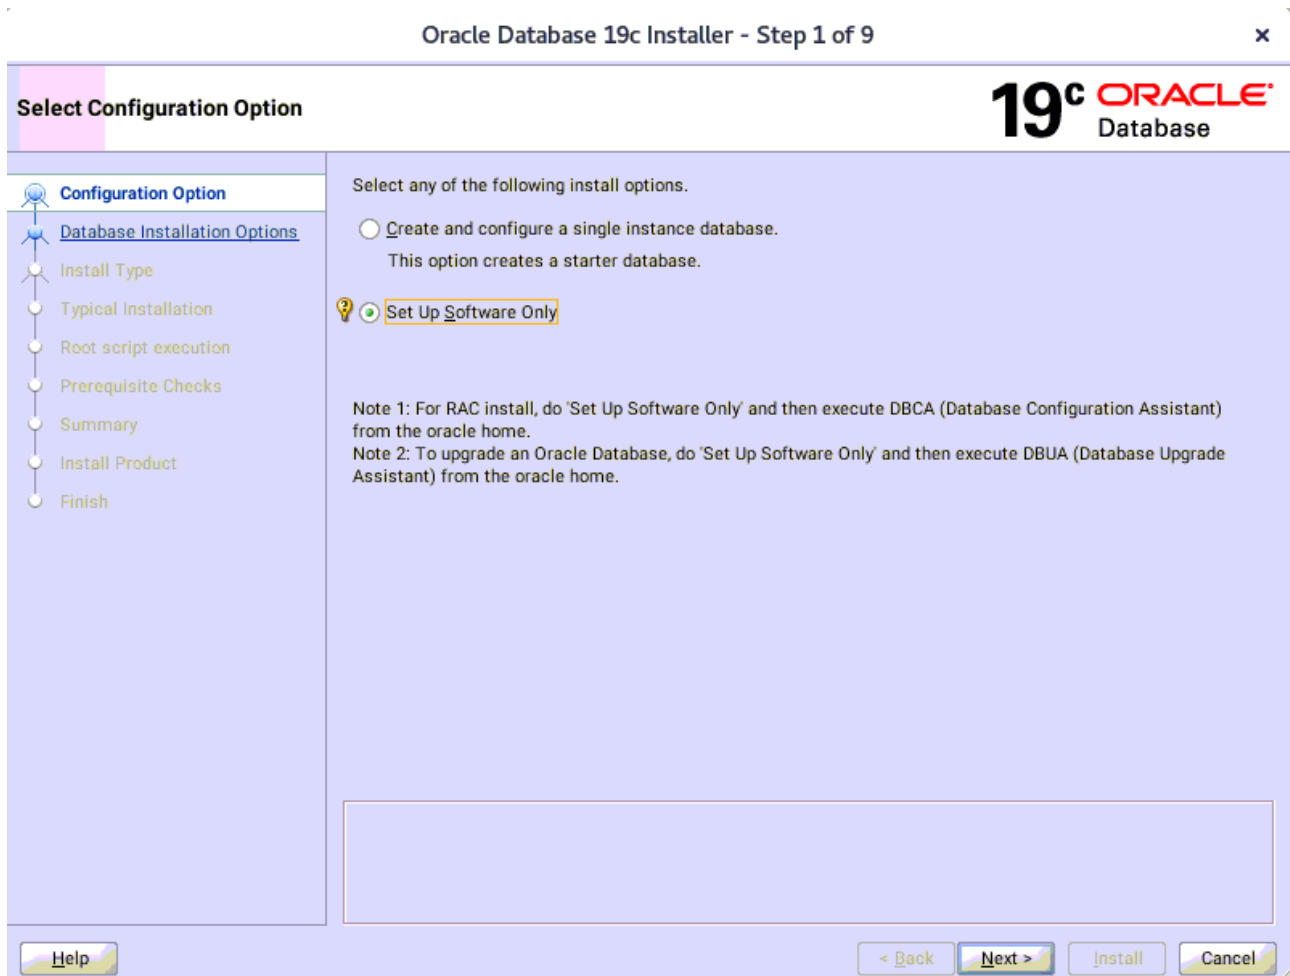 Oracle Database 19c Installer - Step 1 of 9
Select Configuration Option
19c ORACLE
Database
Configuration Option
Database Installation Options
Install Type
Typical Installation
Root script execution
Prerequisite Checks
Summary
Install Product
Finish
Select any of the following install options.
Create and configure a single instance database.
This option creates a starter database.
Set Up Software Only
Note 1: For RAC install, do 'Set Up Software Only' and then execute DBCA (Database Configuration Assistant)
from the oracle home.
Note 2: To upgrade an Oracle Database, do 'Set Up Software Only' and then execute DBUA (Database Upgrade
Assistant) from the oracle home.
Help
< Back
Next >
Install
Cancel